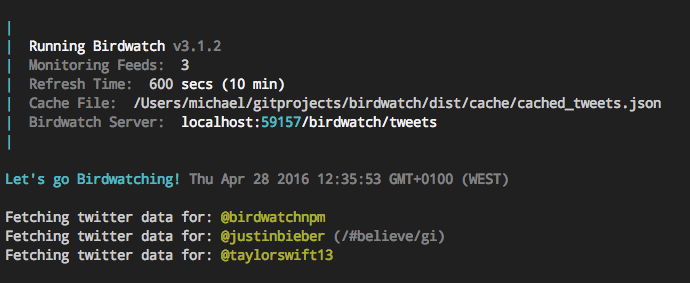 Running Birdwatch v3.1.2
Monitoring Feeds: 3
Refresh Time: 600 secs (10 min)
Cache File: /Users/michael/gitprojects/birdwatch/dist/cache/cached_tweets.json
Birdwatch Server: localhost:59157/birdwatch/tweets
Let's go Birdwatching! Thu Apr 28 2016 12:35:53 GMT+0100 (WEST)
Fetching twitter data for: @birdwatchnpm
Fetching twitter data for: @justinbieber (/#believe/gi)
Fetching twitter data for: @taylorswift13